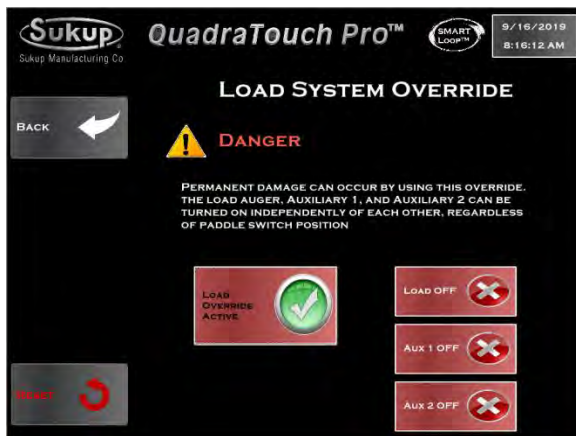 Sukup
Sukup Manufacturing Co
QuadraTouch Pro™
SMART
LOOP™
9/16/2019
8:16:12 AM
LOAD SYSTEM OVERRIDE
BACK
DANGER
PERMANENT DAMAGE CAN OCCUR BY USING THIS OVERRIDE.
THE LOAD AUGER, AUXILIARY 1, AND AUXILIARY 2 CAN BE
TURNED ON INDEPENDENTLY OF EACH OTHER, REGARDLESS
OF PADDLE SWITCH POSITION
LOAD
OVERRIDE
ACTIVE
LOAD OFF
AUX 1 OFF
RESET
AUX 2 OFF